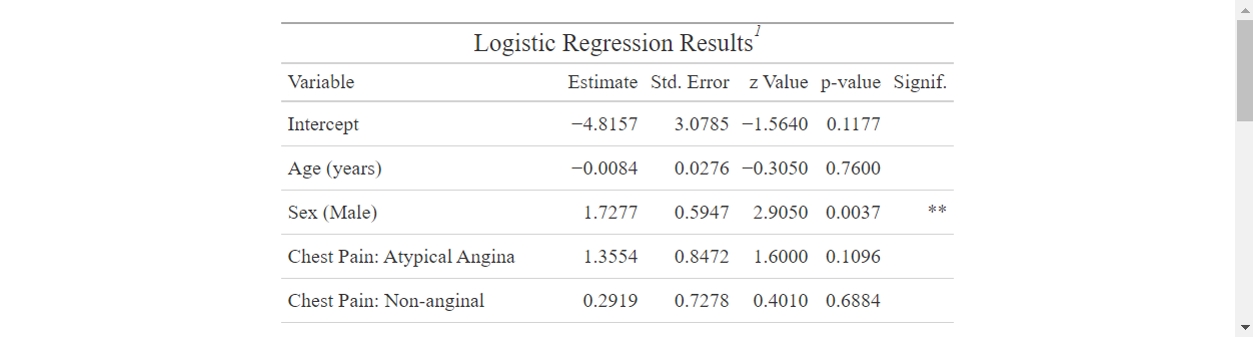 Logistic Regression Results1
Variable Estimate Std. Error z Value p-value Signif.
Intercept −4.8157 3.0785 −1.5640 0.1177
Age (years) −0.0084 0.0276 −0.3050 0.7600
Sex (Male) 1.7277 0.5947 2.9050 0.0037 **
Chest Pain: Atypical Angina 1.3554 0.8472 1.6000 0.1096
Chest Pain: Non-anginal 0.2919 0.7278 0.4010 0.6884